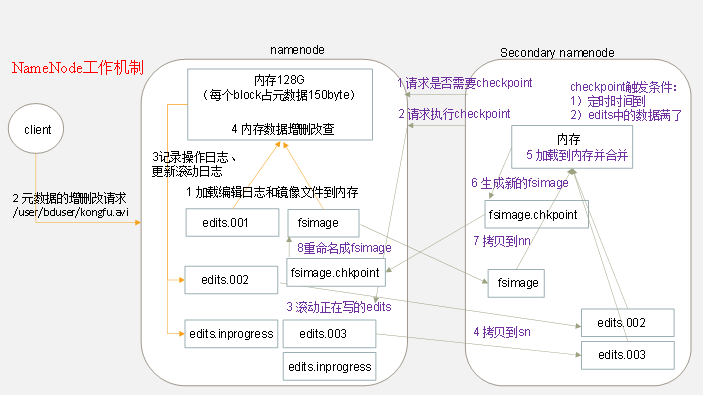 namenode
Secondary namenode
NameNode工作机制
内存128G
（每个block占元数据150byte）
4 内存数据增删改查
1 请求是否需要checkpoint
2 请求执行checkpoint
checkpoint触发条件：
1）定时时间到
2）edits中的数据满了
client
内存
5 加载到内存并合并
3记录操作日志、
更新滚动日志
1 加载编辑日志和镜像文件到内存
6 生成新的fsimage
2 元数据的增删改请求
/user/bduser/kongfu.avi
edits.001
fsimage
fsimage.chkpoint
7 拷贝到nn
8重命名成fsimage
fsimage.chkpoint
edits.002
fsimage
3 滚动正在写的edits
edits.002
edits.inprogress
edits.003
4 拷贝到sn
edits.003
edits.inprogress